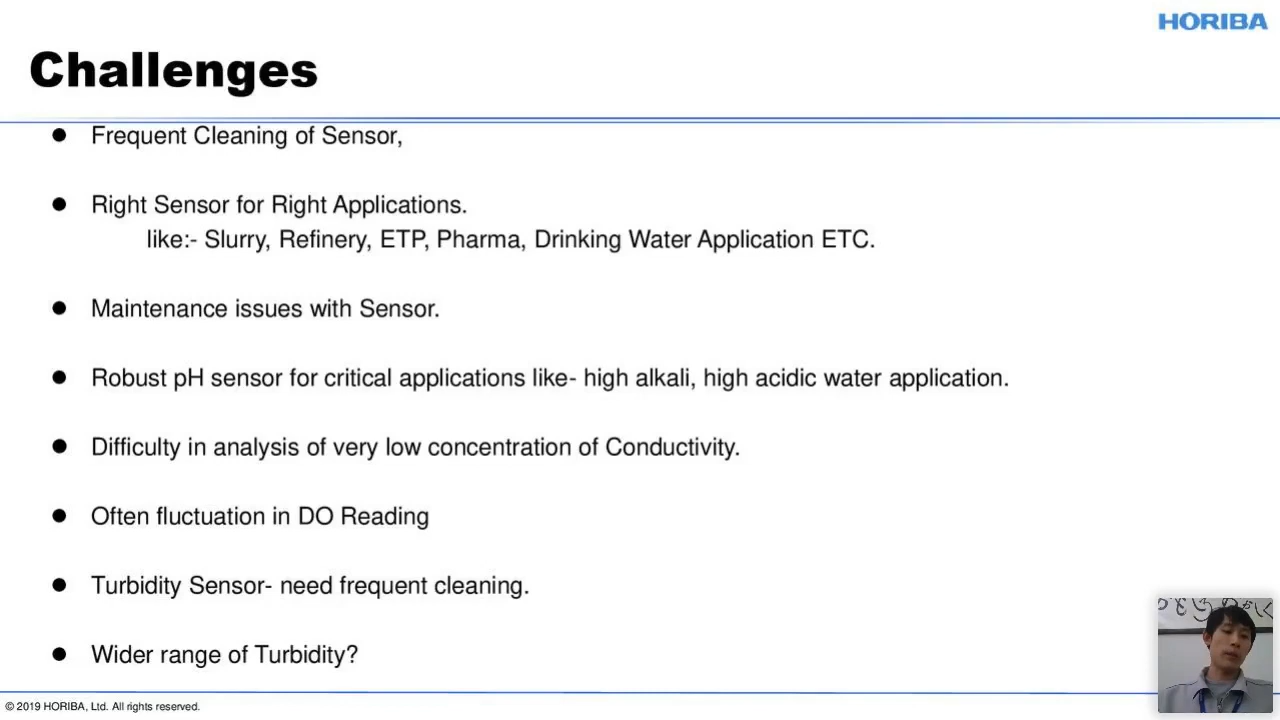 HORIBA
Challenges
● Frequent Cleaning of Sensor,
● Right Sensor for Right Applications.
like:- Slurry, Refinery, ETP, Pharma, Drinking Water Application ETC.
● Maintenance issues with Sensor.
● Robust pH sensor for critical applications like- high alkali, high acidic water application.
● Difficulty in analysis of very low concentration of Conductivity.
● Often fluctuation in DO Reading
● Turbidity Sensor- need frequent cleaning.
● Wider range of Turbidity?
© 2019 HORIBA, Ltd. All rights reserved.